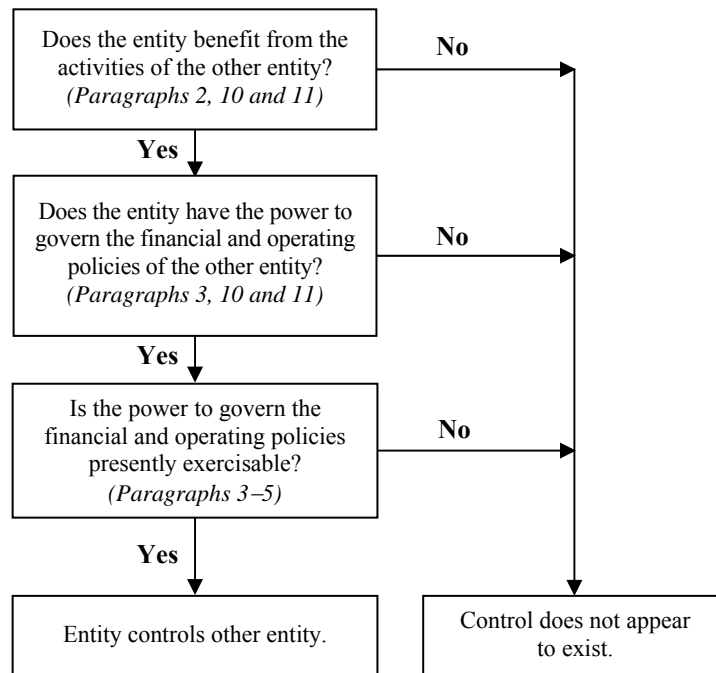 Does the entity benefit from the
activities of the other entity?
(Paragraphs 2, 10 and 11)
No
Yes
Does the entity have the power to
govern the financial and operating
policies of the other entity?
(Paragraphs 3, 10 and 11)
No
Yes
Is the power to govern the
financial and operating policies
presently exercisable?
(Paragraphs 3–5)
No
Yes
Entity controls other entity.
Control does not appear
to exist.